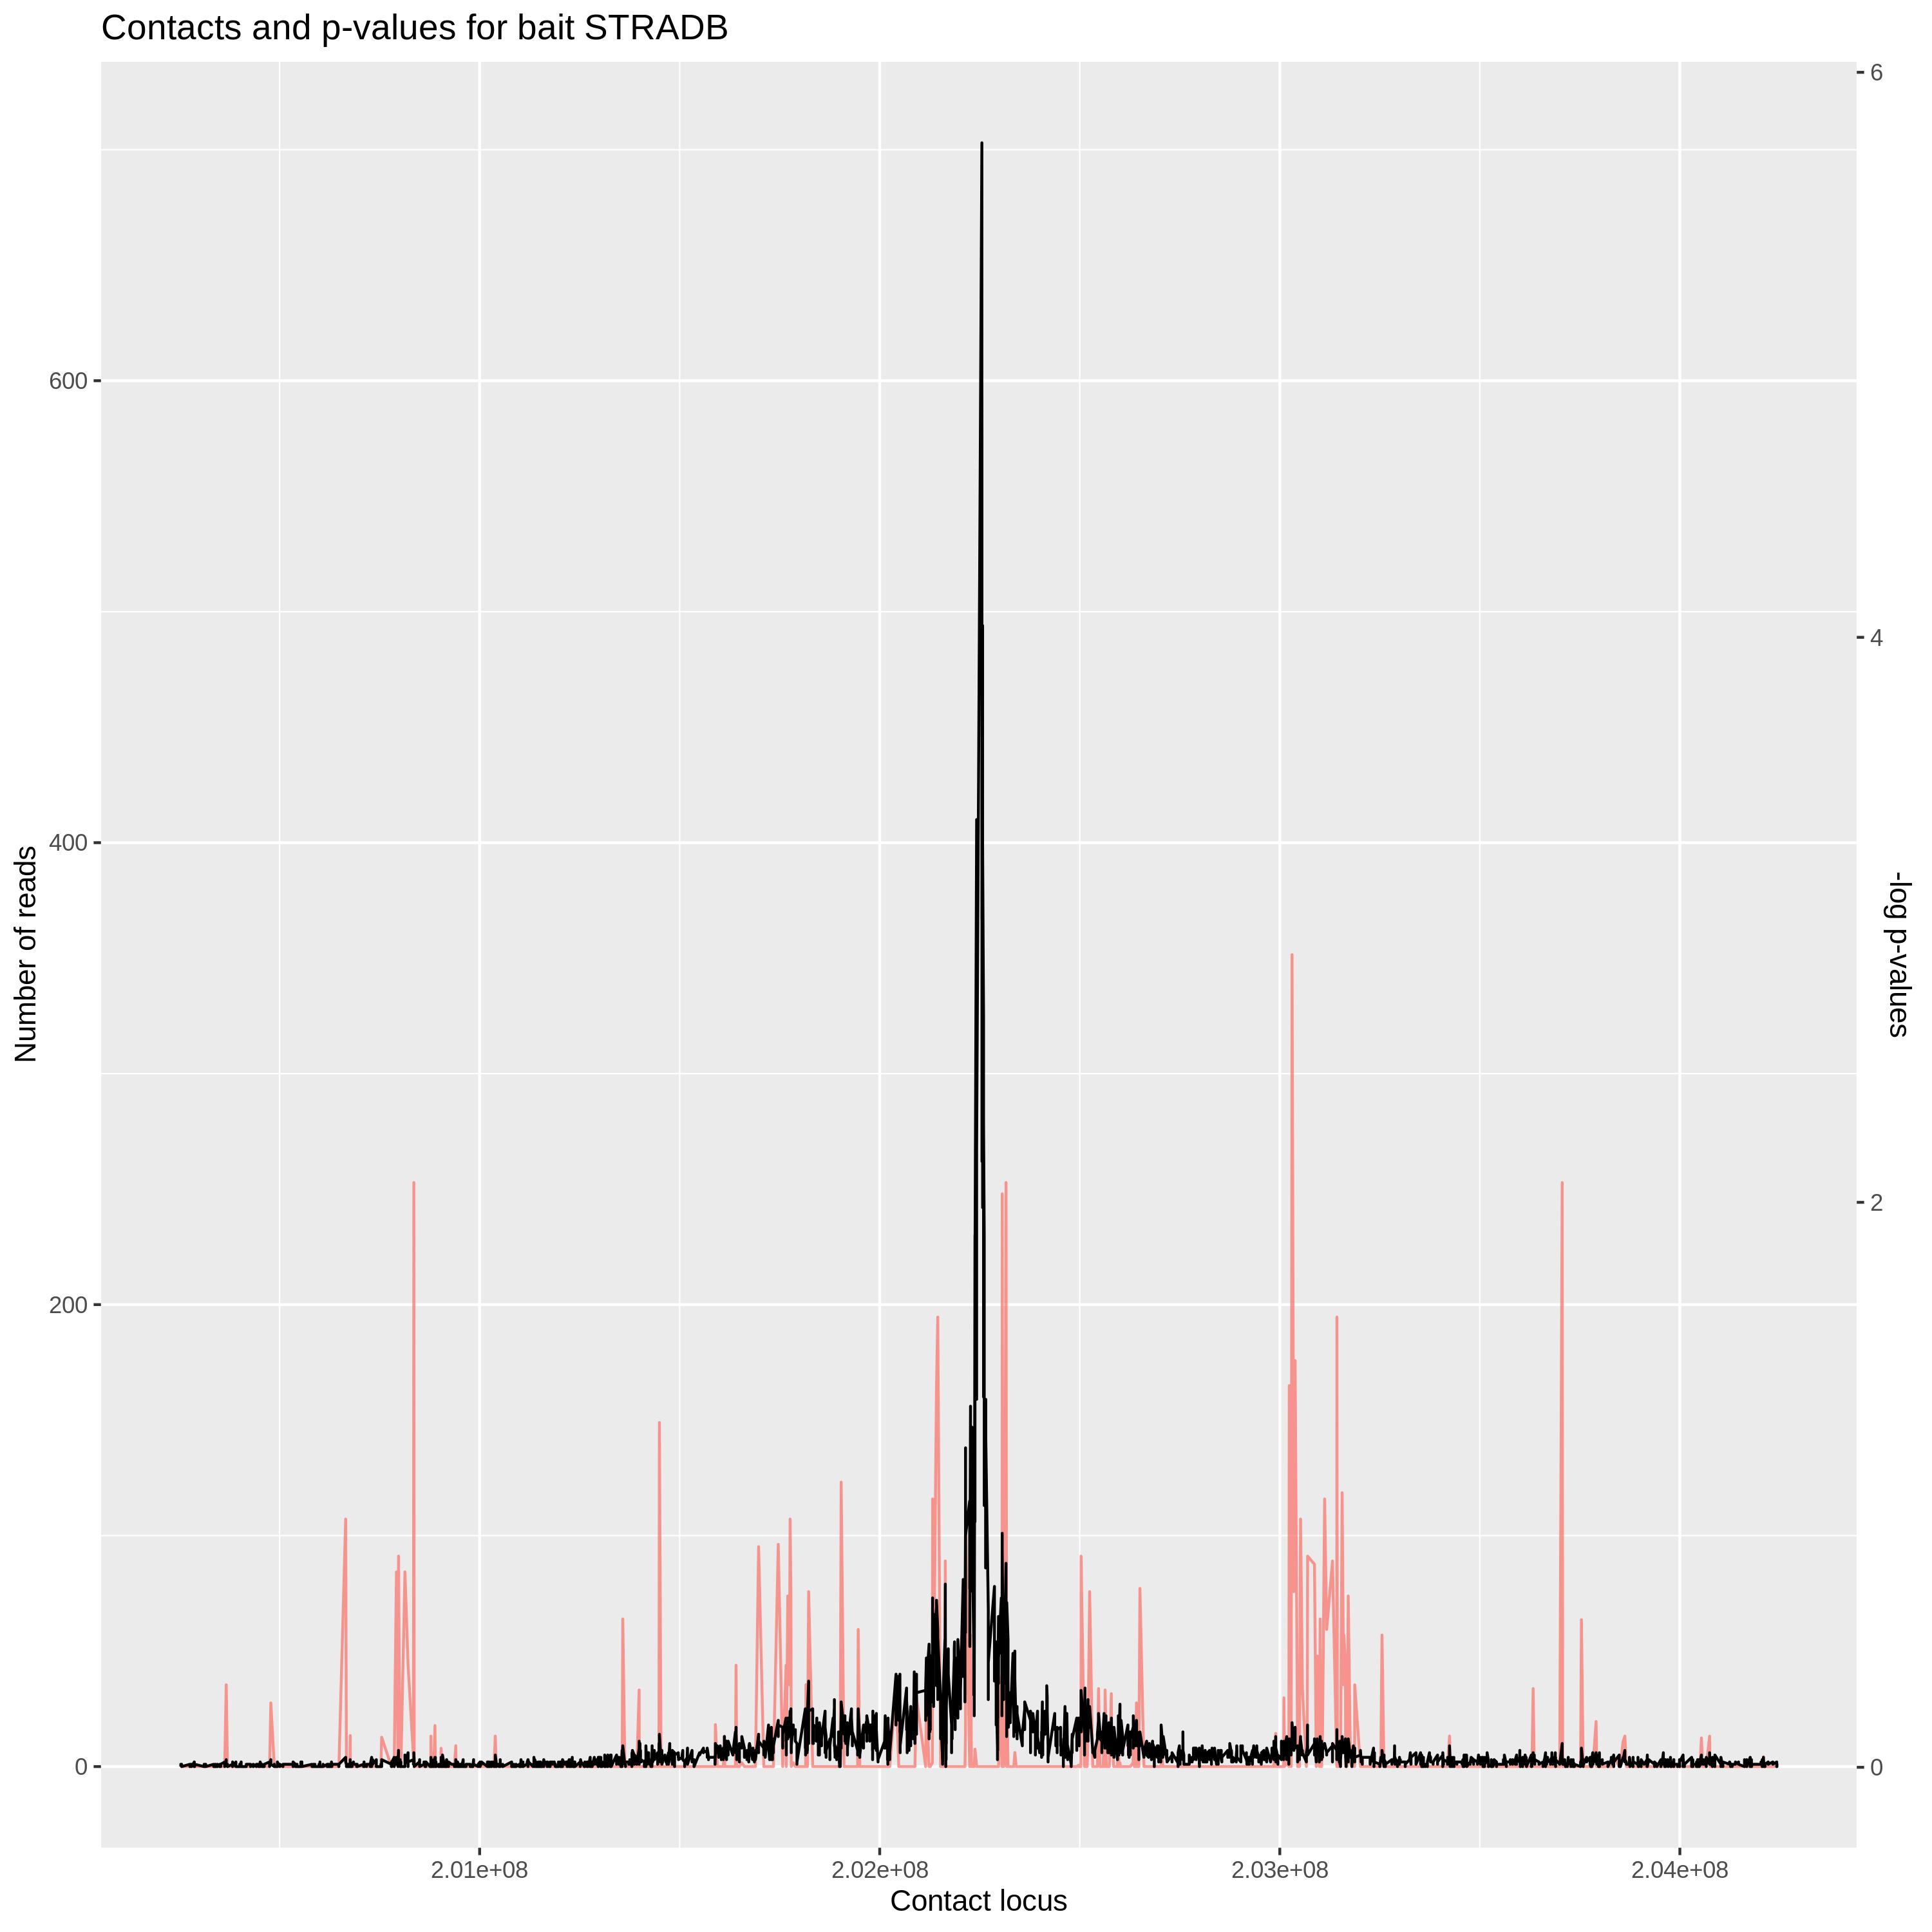 Contacts and p-values for bait STRADB
6
600
4
400
Number of reads
-log p-values
2
200
0
0
2.01e+08
2.02e+08
2.03e+08
2.04e+08
Contact locus